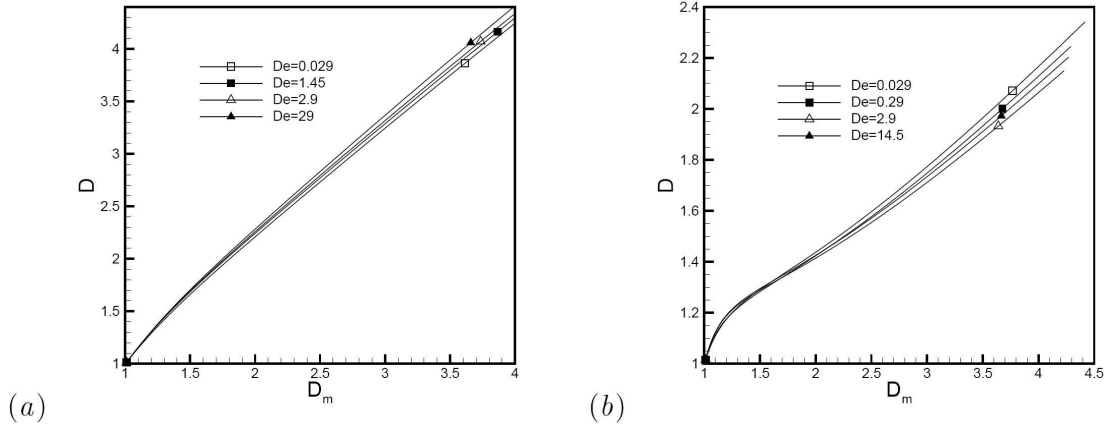 4
3.5
3
2.5
2
1.5
1
D
De=0.029
De=1.45
De=2.9
De=29
1 1.5 2 2.5 3 3.5 4
D_m
(a)
2.4
2.2
2
1.8
1.6
1.4
1.2
1
D
De=0.029
De=0.29
De=2.9
De=14.5
1 1.5 2 2.5 3 3.5 4 4.5
D_m
(b)